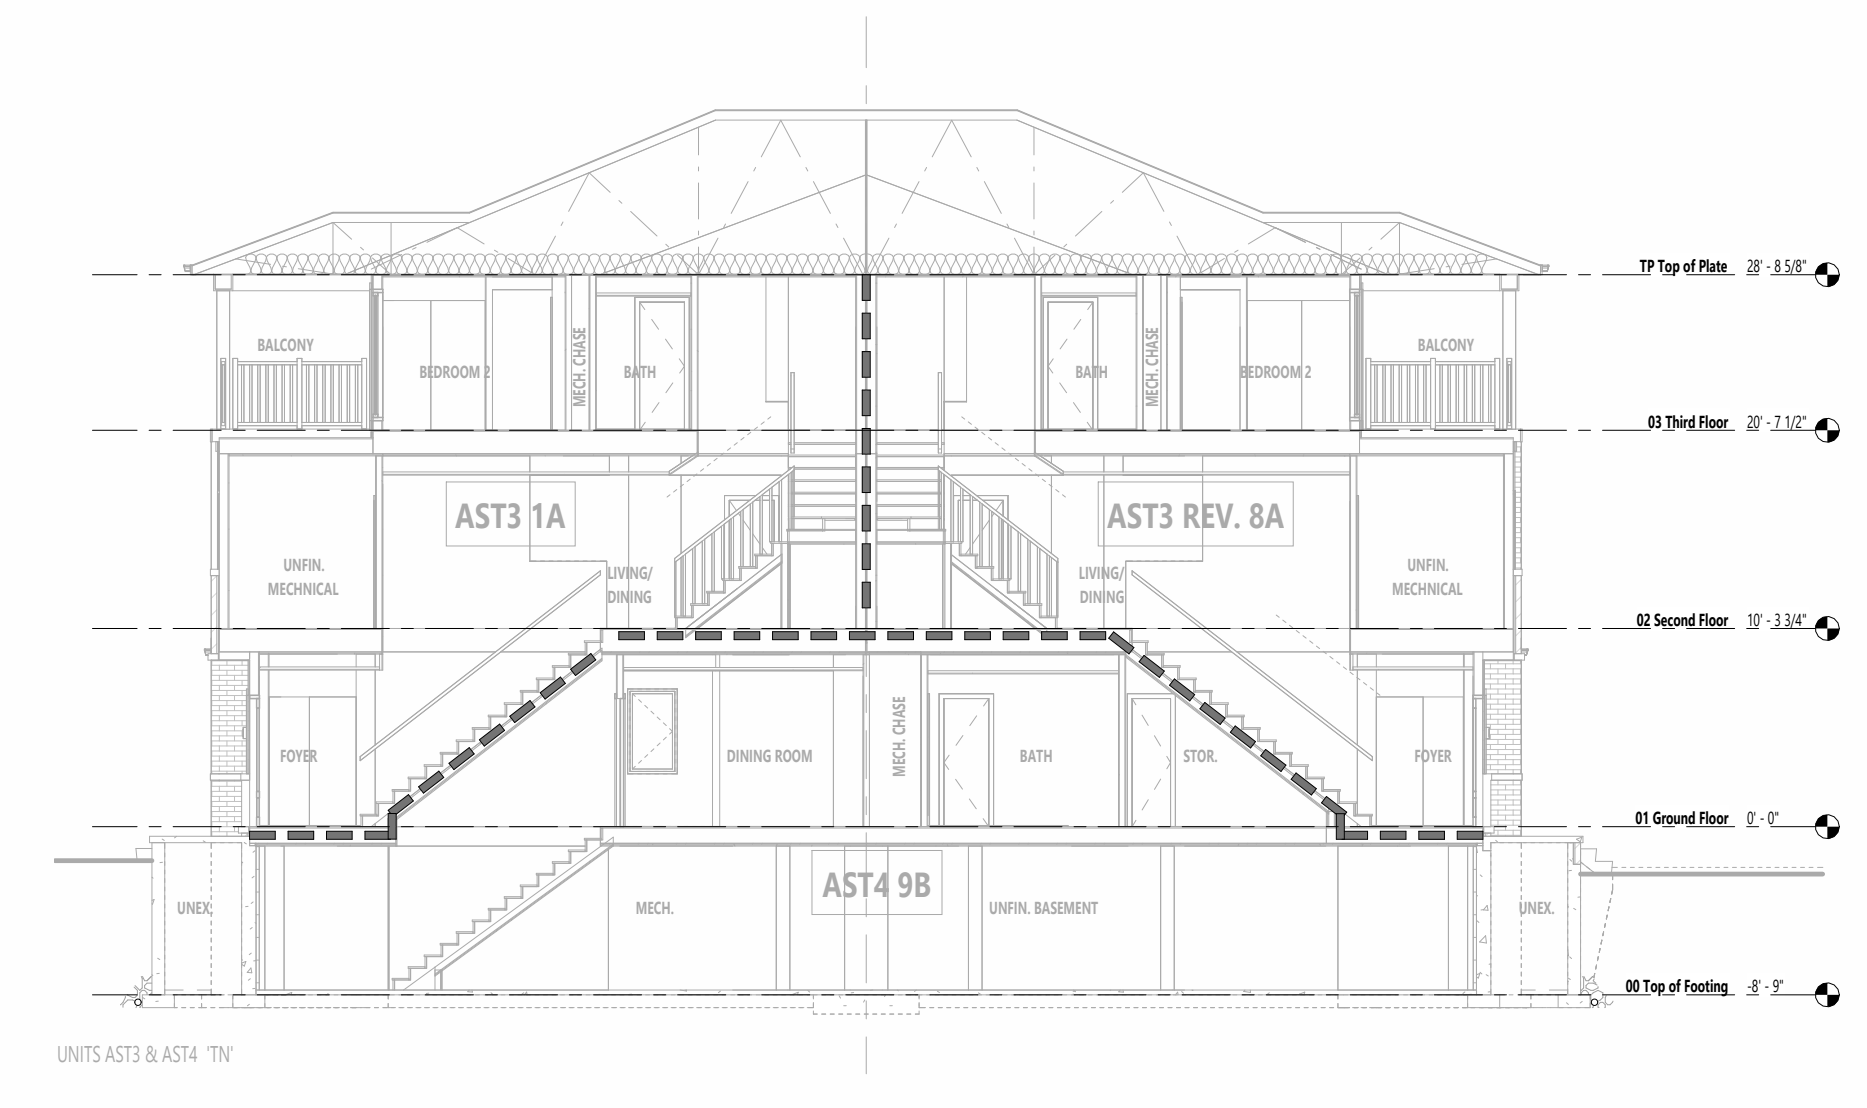 TP Top of Plate 28' - 8 5/8"
BALCONY
BEDROOM 2
MECH. CHASE
BATH
BATH
MECH. CHASE
BEDROOM 2
BALCONY
03 Third Floor 20' - 7 1/2"
AST3 1A
AST3 REV. 8A
UNFIN.
MECHNICAL
LIVING/
DINING
LIVING/
DINING
UNFIN.
MECHNICAL
02 Second Floor 10' - 3 3/4"
FOYER
DINING ROOM
MECH. CHASE
BATH
STOR.
FOYER
01 Ground Floor 0' - 0"
AST4 9B
UNEX.
MECH.
UNFIN. BASEMENT
UNEX.
00 Top of Footing -8' - 9"
UNITS AST3 & AST4 'TN'